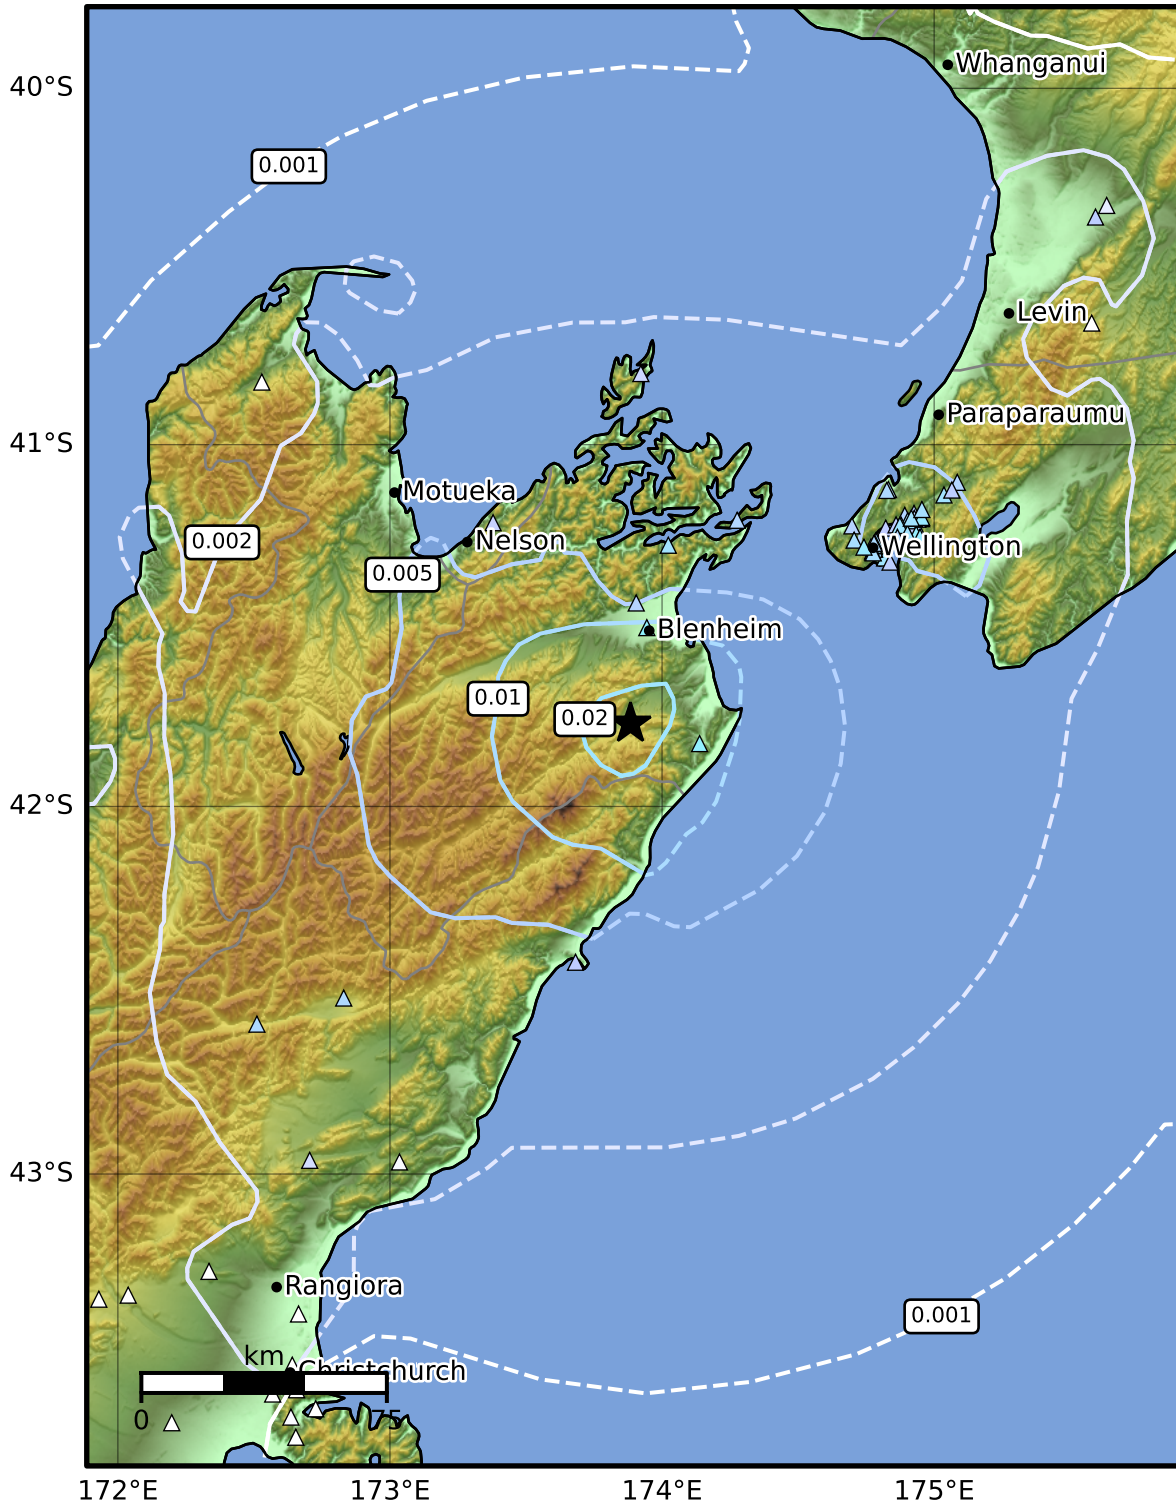 Whanganui
40°S
0.001
Levin
Paraparaumu
41°S
Motueka
Nelson
0.002
Wellington
0.005
Blenheim
0.01
0.02
42°S
43°S
Rangiora
0.001
km
Christchurch
0
75
172°E
173°E
174°E
175°E